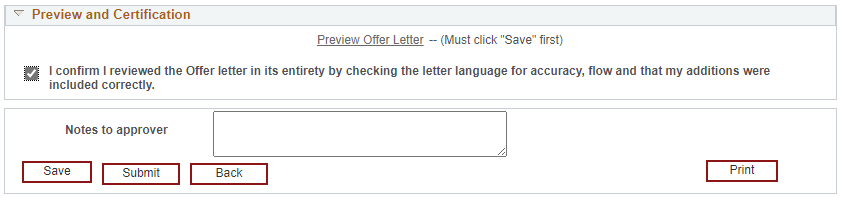 Preview and Certification
Preview Offer Letter -- (Must click "Save" first)
I confirm I reviewed the Offer letter in its entirety by checking the letter language for accuracy, flow and that my additions were
included correctly.
Notes to approver
Save Submit Back Print